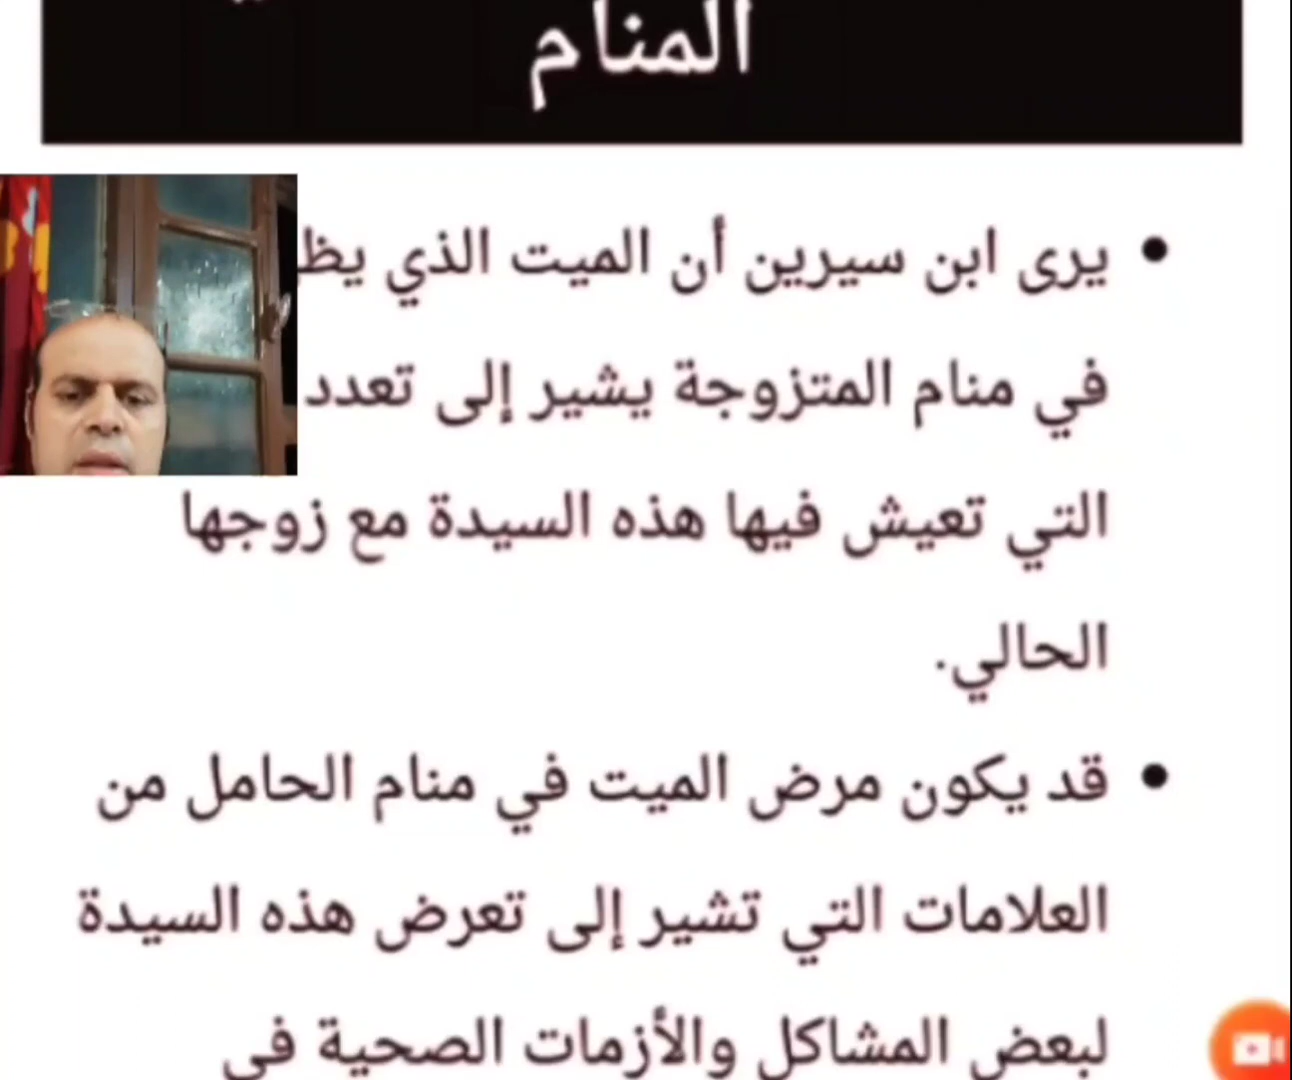 المنام
يرى ابن سيرين أن الميت الذي
في منام المتزوجة يشير إلى تعدد
التي تعيش فيها هذه السيدة مع زوجها
الحالي.
قد يكون مرض الميت في منام الحامل من
العلامات التي تشير إلى تعرض هذه السيدة
لبعض المشاكل والأزمات الصحية في